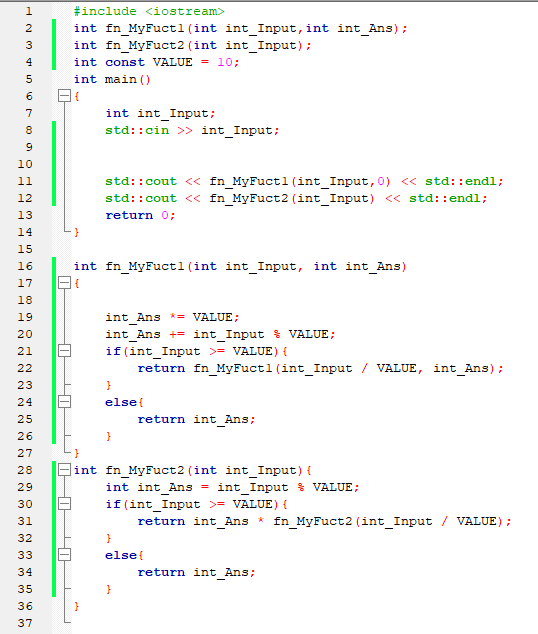 1 #include <iostream>
2 int fn_MyFuct1(int int_Input,int int_Ans);
3 int fn_MyFuct2(int int_Input);
4 int const VALUE = 10;
5 int main()
6 {
7     int int_Input;
8     std::cin >> int_Input;
9
10
11     std::cout << fn_MyFuct1(int_Input,0) << std::endl;
12     std::cout << fn_MyFuct2(int_Input) << std::endl;
13     return 0;
14 }
15
16 int fn_MyFuct1(int int_Input, int int_Ans)
17 {
18
19     int_Ans *= VALUE;
20     int_Ans += int_Input % VALUE;
21     if(int_Input >= VALUE){
22         return fn_MyFuct1(int_Input / VALUE, int_Ans);
23     }
24     else{
25         return int_Ans;
26     }
27 }
28 int fn_MyFuct2(int int_Input){
29     int int_Ans = int_Input % VALUE;
30     if(int_Input >= VALUE){
31         return int_Ans * fn_MyFuct2(int_Input / VALUE);
32     }
33     else{
34         return int_Ans;
35     }
36 }
37